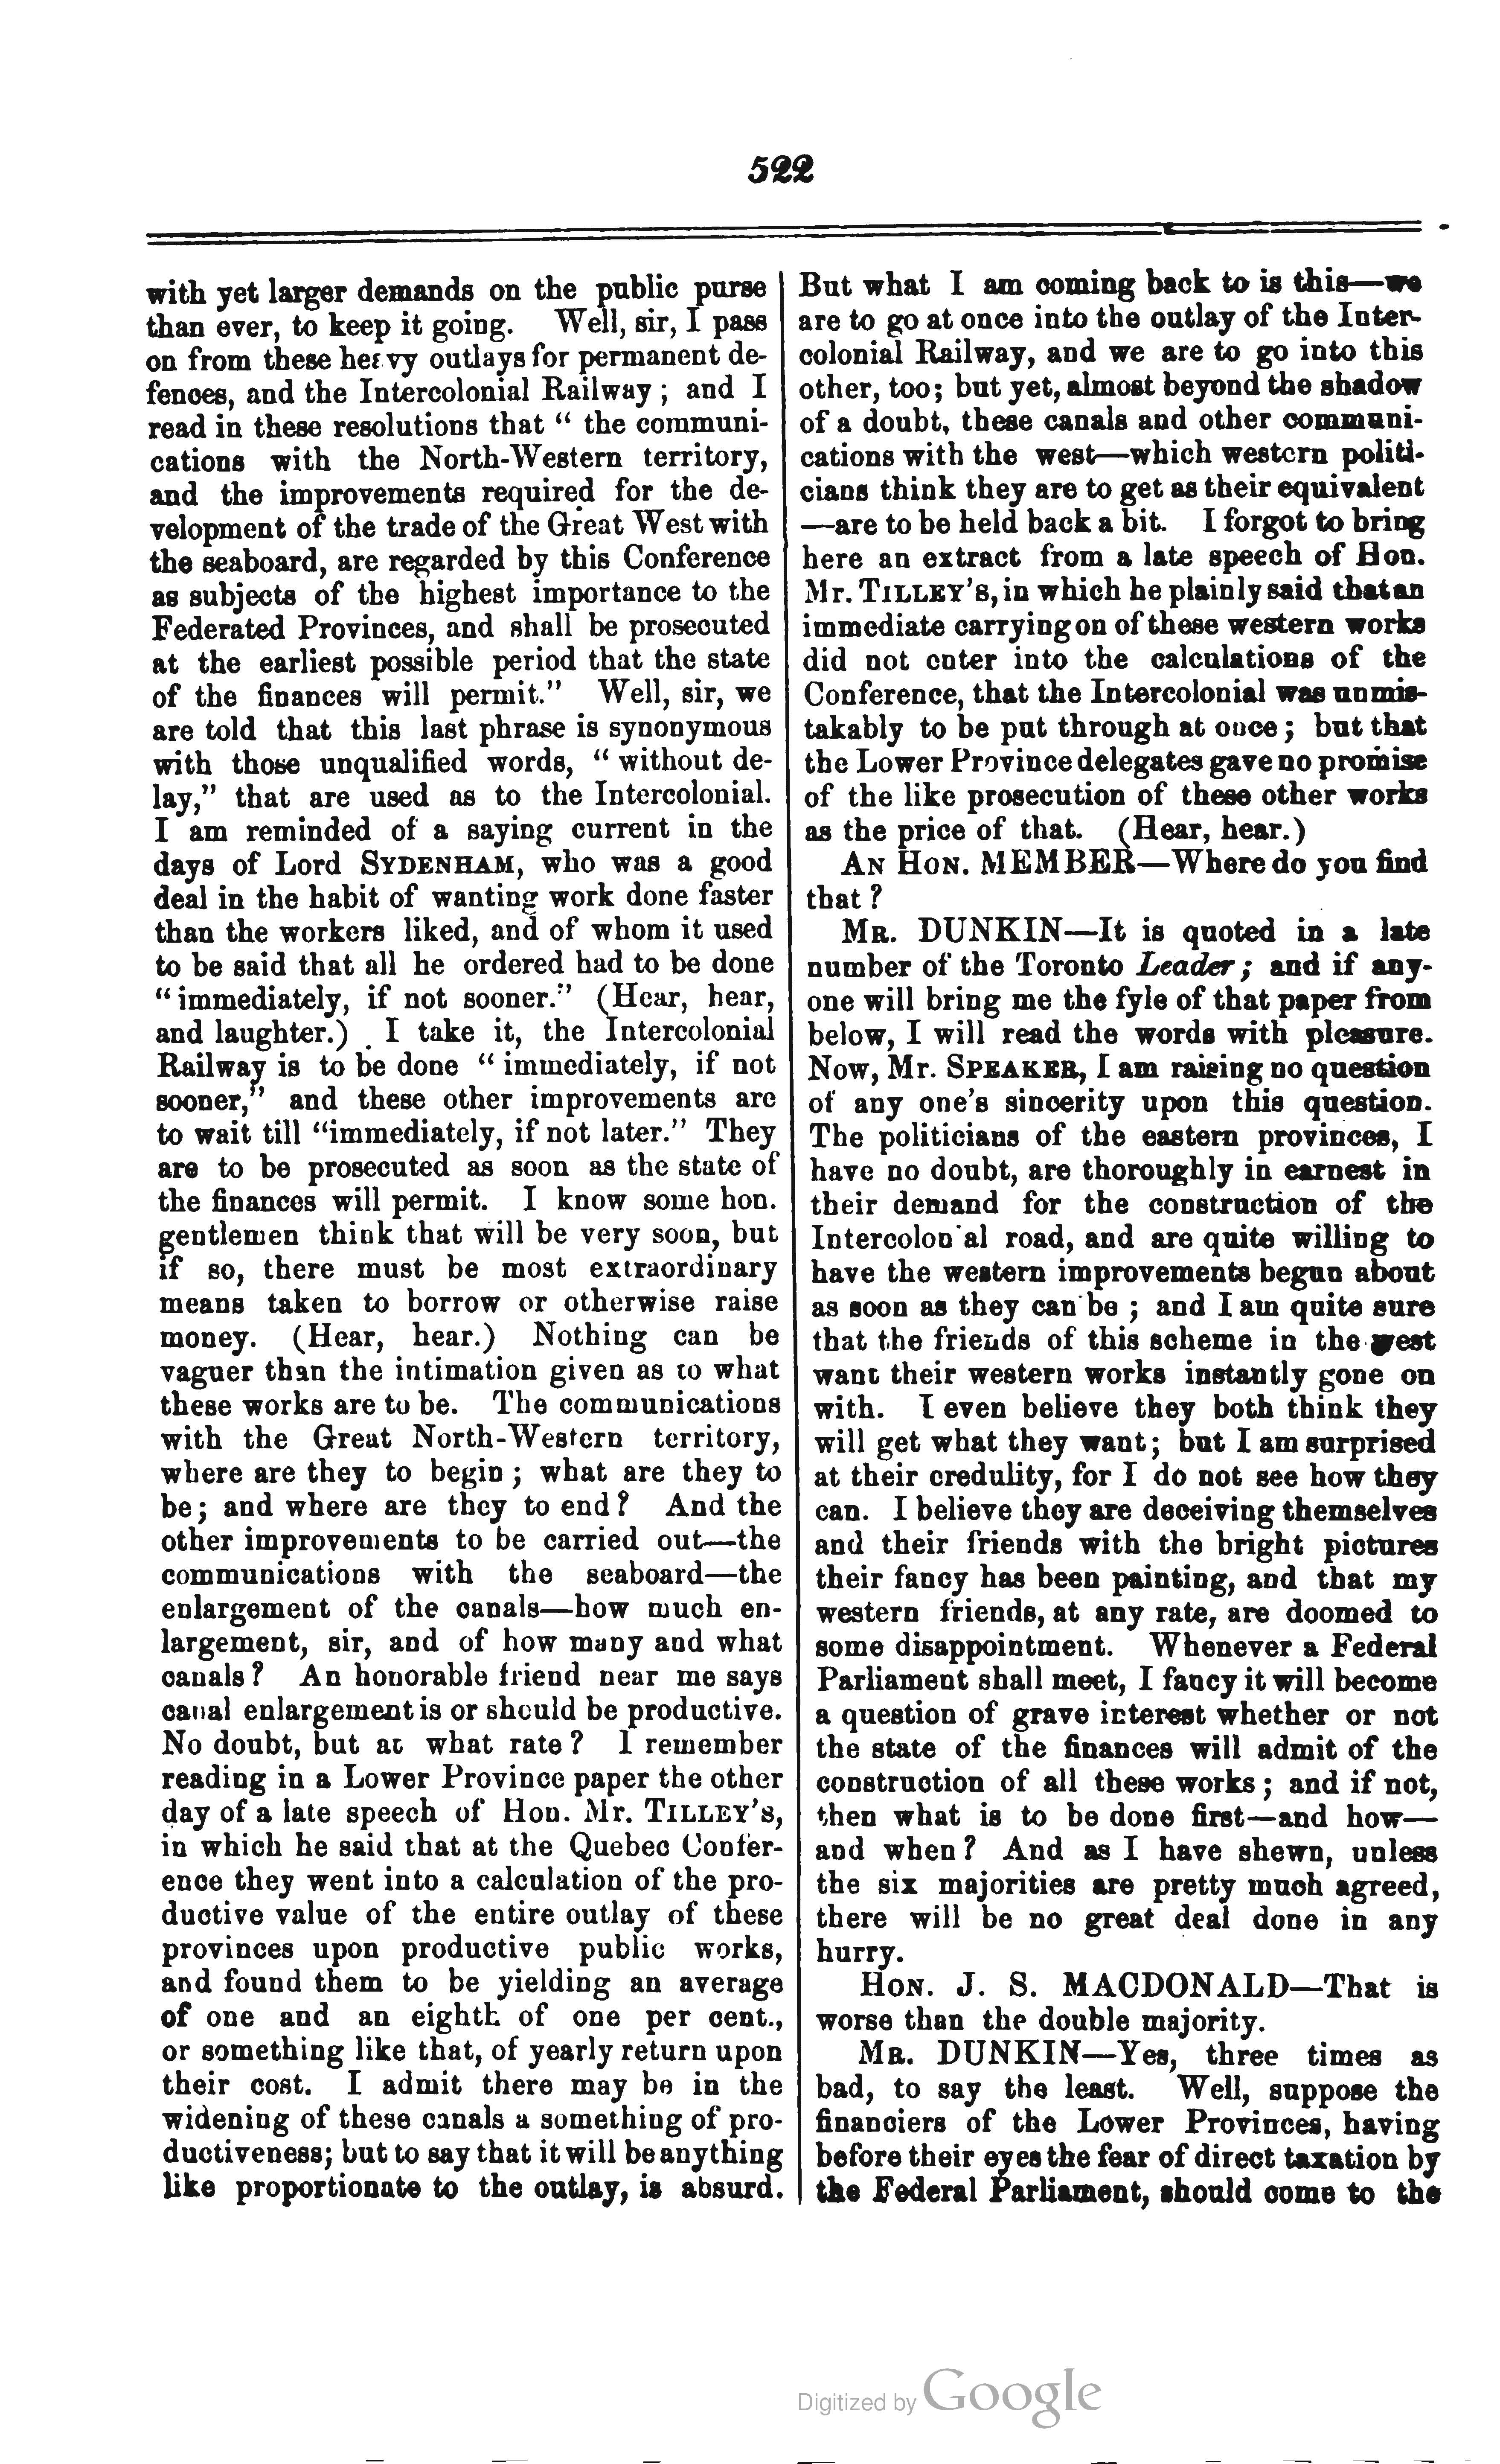 522
with yet larger demands on the public purse
than ever, to keep it going. Well, sir, I pass
on from these heavy outlays for permanent de-
fences, and the Intercolonial Railway ; and I
read in these resolutions that “ the communi-
cations with the North-Western territory,
and the improvements required for the de-
velopment of the trade of the Great West with
the seaboard, are regarded by this Conference
as subjects of the highest importance to the
Federated Provinces, and shall be prosecuted
at the earliest possible period that the state
of the finances will permit.” Well, sir, we
are told that this last phrase is synonymous
with those unqualified words, “ without de-
lay,” that are used as to the Intercolonial.
I am reminded of a saying current in the
days of Lord SYDENHAM, who was a good
deal in the habit of wanting work done faster
than the workers liked, and of whom it used
to be said that all he ordered had to be done
“ immediately, if not sooner.” (Hear, hear,
and laughter.) I take it, the Intercolonial
Railway is to be done “ immediately, if not
sooner,” and these other improvements are
to wait till “immediately, if not later.” They
are to be prosecuted as soon as the state of
the finances will permit. I know some hon.
gentlemen think that will be very soon, but
if so, there must be most extraordinary
means taken to borrow or otherwise raise
money. (Hear, hear.) Nothing can be
vaguer than the intimation given as to what
these works are to be. The communications
with the Great North-Western territory,
where are they to begin ; what are they to
be; and where are they to end? And the
other improvements to be carried out—the
communications with the seaboard—the
enlargement of the canals—how much en-
largement, sir, and of how many and what
canals? An honorable friend near me says
canal enlargement is or should be productive.
No doubt, but at what rate? I remember
reading in a Lower Province paper the other
day of a late speech of Hon. Mr. TILLEY’S,
in which he said that at the Quebec Confer-
ence they went into a calculation of the pro-
ductive value of the entire outlay of these
provinces upon productive public works,
and found them to be yielding an average
of one and an eighth of one per cent.,
or something like that, of yearly return upon
their cost. I admit there may be in the
widening of these canals a something of pro-
ductiveness; but to say that it will be anything
like proportionate to the outlay, is absurd.
But what I am coming back to is this—we
are to go at once into the outlay of the Inter-
colonial Railway, and we are to go into this
other, too; but yet, almost beyond the shadow
of a doubt, these canals and other communi-
cations with the west—which western politi-
cians think they are to get as their equivalent
—are to be held back a bit. I forgot to bring
here an extract from a late speech of Hon.
Mr. TILLEY’S, in which he plainly said that an
immediate carrying on of these western works
did not enter into the calculations of the
Conference, that the Intercolonial was unmis-
takably to be put through at once ; but that
the Lower Province delegates gave no promise
of the like prosecution of these other works
as the price of that. (Hear, hear.)
AN HON. MEMBER—Where do you find
that ?
MR. DUNKIN—It is quoted in a late
number of the Toronto Leader ; and if any-
one will bring me the fyle of that paper from
below, I will read the words with pleasure.
Now, Mr. SPEAKER, I am raising no question
of any one’s sincerity upon this question.
The politicians of the eastern provinces, I
have no doubt, are thoroughly in earnest in
their demand for the construction of the
Intercolonial road, and are quite willing to
have the western improvements begun about
as soon as they can be ; and I am quite sure
that the friends of this scheme in the west
want their western works instantly gone on
with. I even believe they both think they
will get what they want; but I am surprised
at their credulity, for I do not see how they
can. I believe they are deceiving themselves
and their friends with the bright pictures
their fancy has been painting, and that my
western friends, at any rate, are doomed to
some disappointment. Whenever a Federal
Parliament shall meet, I fancy it will become
a question of grave interest whether or not
the state of the finances will admit of the
construction of all these works ; and if not,
then what is to be done first—and how—
and when? And as I have shewn, unless
the six majorities are pretty much agreed,
there will be no great deal done in any
hurry.
HON. J. S. MACDONALD—That is
worse than the double majority.
MR. DUNKIN—Yes, three times as
bad, to say the least. Well, suppose the
financiers of the Lower Provinces, having
before their eyes the fear of direct taxation by
the Federal Parliament, should come to the
Digitized by Google